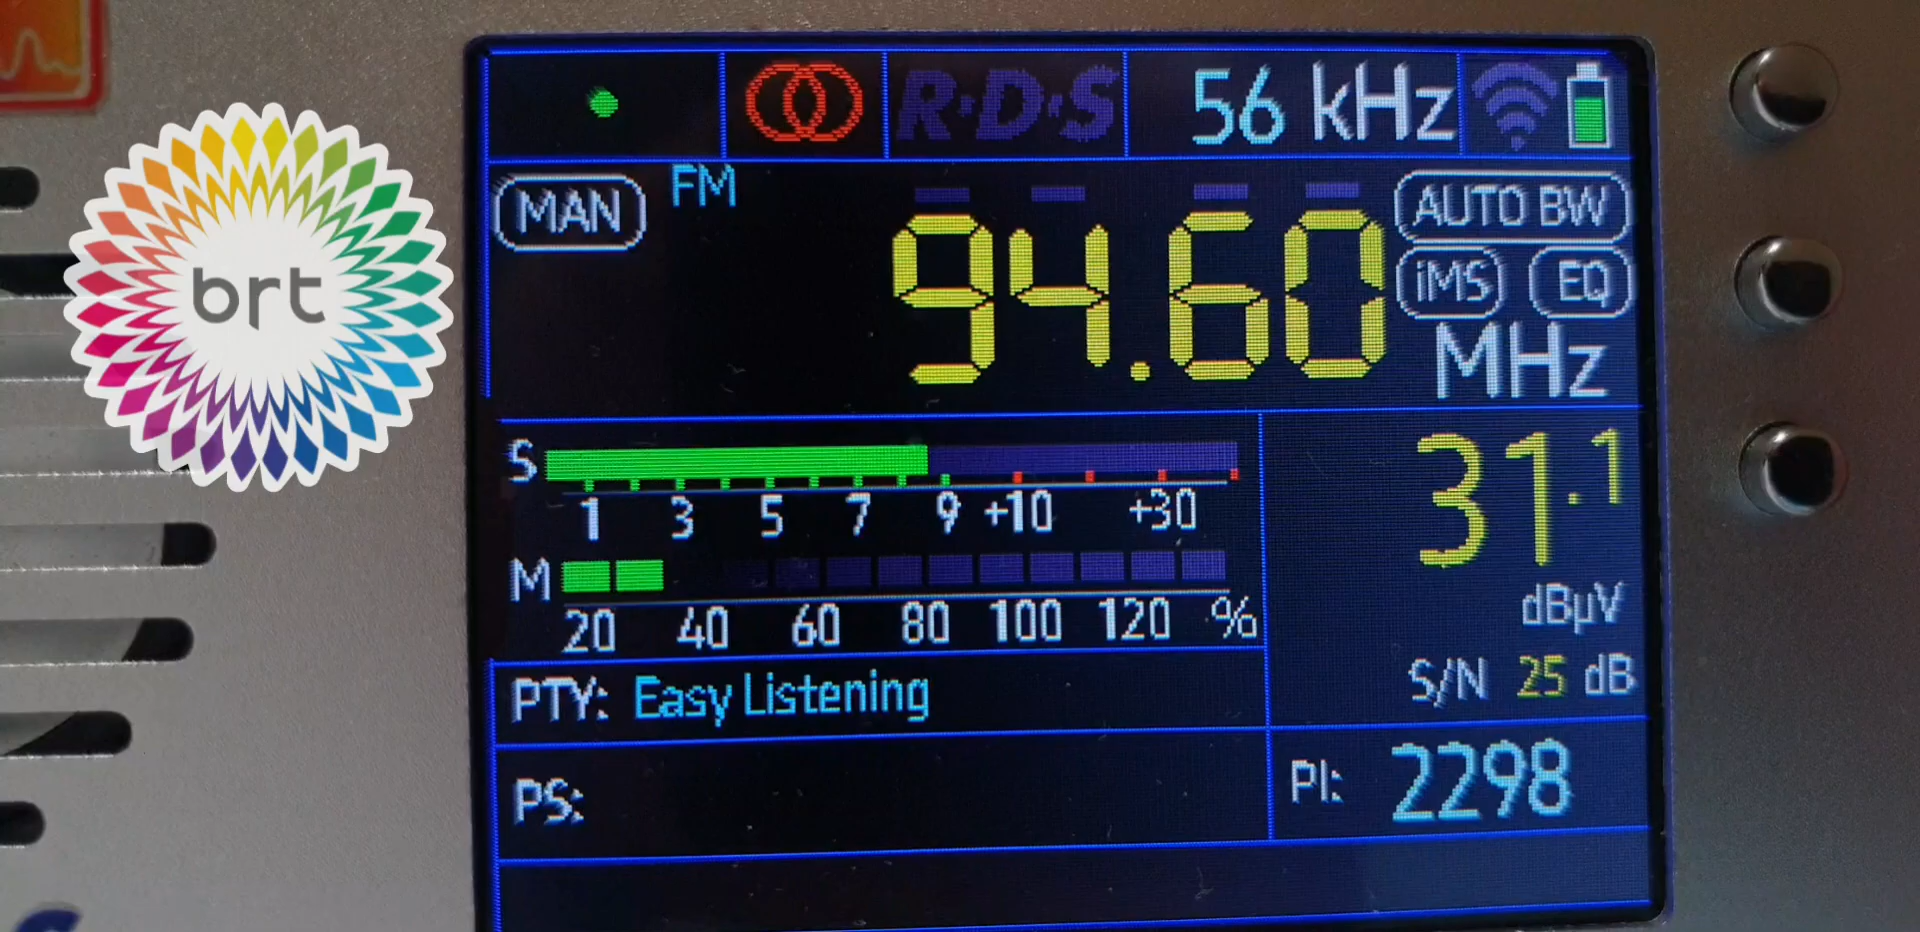 brt
R·D·S 56 kHz
MAN FM 94.60 AUTO BW
iMS EQ
MHz
S
1 3 5 7 9 +10 +30
31.1
dBµV
M
20 40 60 80 100 120 %
S/N 25 dB
PTY: Easy Listening
PS:
PI: 2298